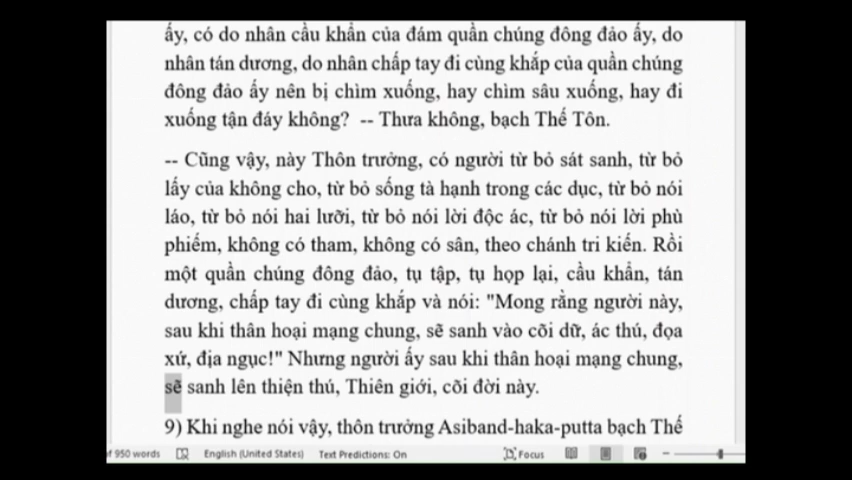 ấy, có do nhân cầu khẩn của đám quần chúng đông đảo ấy, do
nhân tán dương, do nhân chấp tay đi cùng khắp của quần chúng
đông đảo ấy nên bị chìm xuống, hay chìm sâu xuống, hay đi
xuống tận đáy không?  -- Thưa không, bạch Thế Tôn.
-- Cũng vậy, này Thôn trưởng, có người từ bỏ sát sanh, từ bỏ
lấy của không cho, từ bỏ sống tà hạnh trong các dục, từ bỏ nói
láo, từ bỏ nói hai lưỡi, từ bỏ nói lời độc ác, từ bỏ nói lời phù
phiếm, không có tham, không có sân, theo chánh tri kiến. Rồi
một quần chúng đông đảo, tụ tập, tụ họp lại, cầu khẩn, tán
dương, chấp tay đi cùng khắp và nói: "Mong rằng người này,
sau khi thân hoại mạng chung, sẽ sanh vào cõi dữ, ác thú, đọa
xứ, địa ngục!" Nhưng người ấy sau khi thân hoại mạng chung,
sẽ sanh lên thiện thú, Thiên giới, cõi đời này.
9) Khi nghe nói vậy, thôn trưởng Asiband-haka-putta bạch Thế
of 950 words English (United States) Text Predictions: On Focus